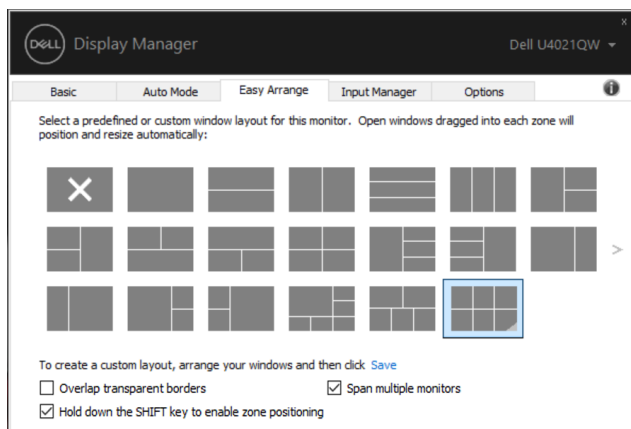 x
DELL Display Manager Dell U4021QW
Basic Auto Mode Easy Arrange Input Manager Options
Select a predefined or custom window layout for this monitor. Open windows dragged into each zone will
position and resize automatically:
To create a custom layout, arrange your windows and then click Save
Overlap transparent borders Span multiple monitors
Hold down the SHIFT key to enable zone positioning